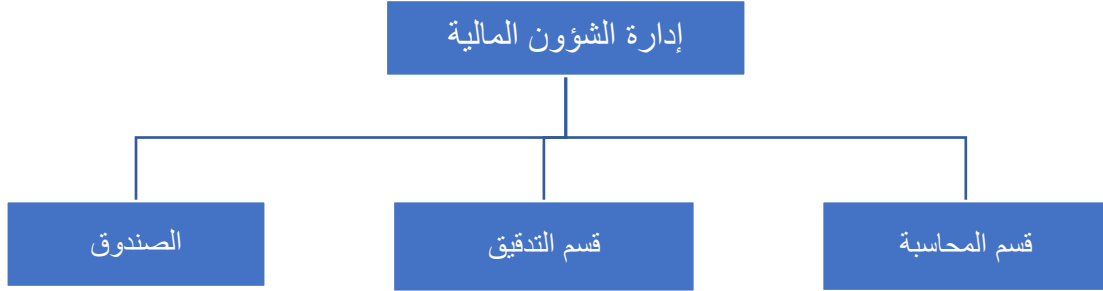 إدارة الشؤون المالية
قسم المحاسبة
قسم التدقيق
الصندوق